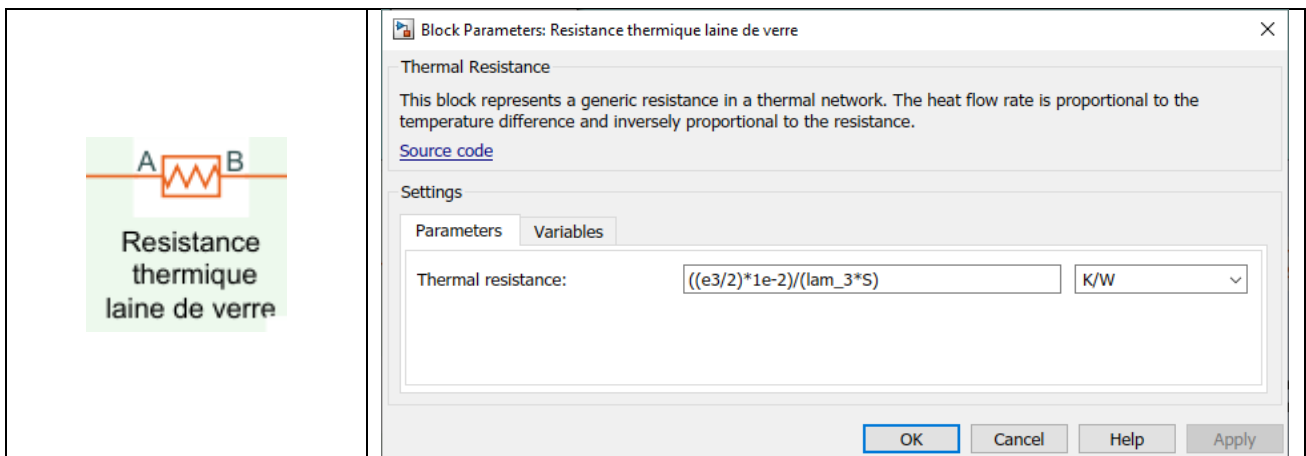 A B
Resistance
thermique
laine de verre
Block Parameters: Resistance thermique laine de verre
Thermal Resistance
This block represents a generic resistance in a thermal network. The heat flow rate is proportional to the
temperature difference and inversely proportional to the resistance.
Source code
Settings
Parameters Variables
Thermal resistance: ((e3/2)*1e-2)/(lam_3*S) K/W
OK Cancel Help Apply